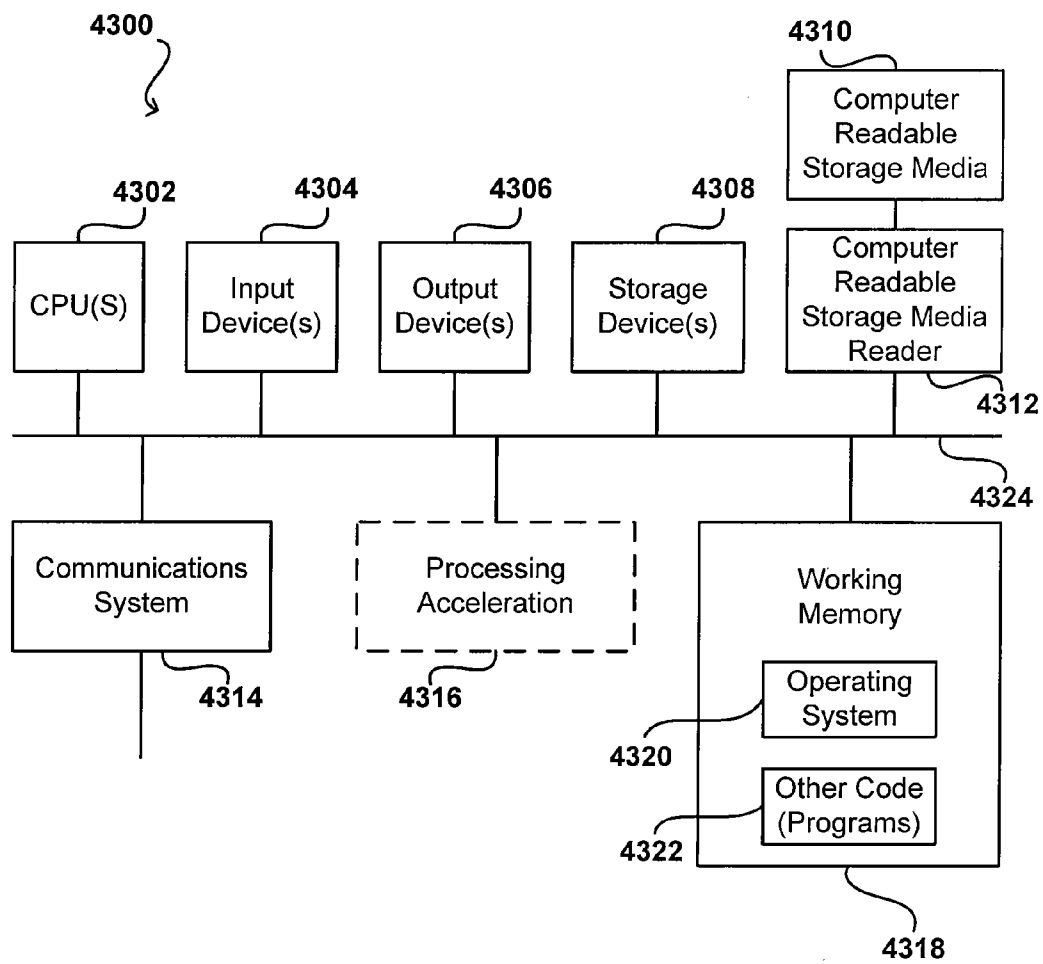 4300
4310
Computer
Readable
Storage Media
4302
4304
4306
4308
CPU(S)
Input
Device(s)
Output
Device(s)
Storage
Device(s)
Computer
Readable
Storage Media
Reader
4312
4324
Communications
System
4314
Processing
Acceleration
4316
Working
Memory
Operating
System
4320
Other Code
(Programs)
4322
4318